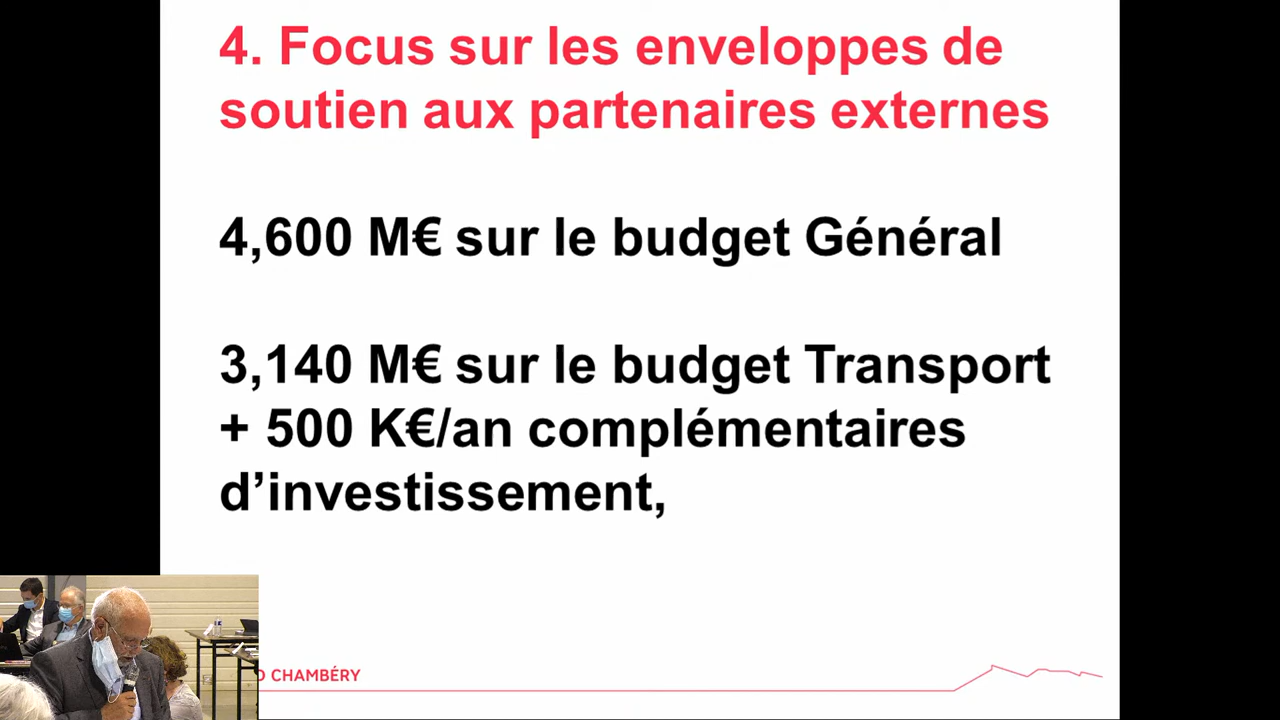 4. Focus sur les enveloppes de
soutien aux partenaires externes
4,600 M€ sur le budget Général
3,140 M€ sur le budget Transport
+ 500 K€/an complémentaires
d’investissement,
D CHAMBÉRY